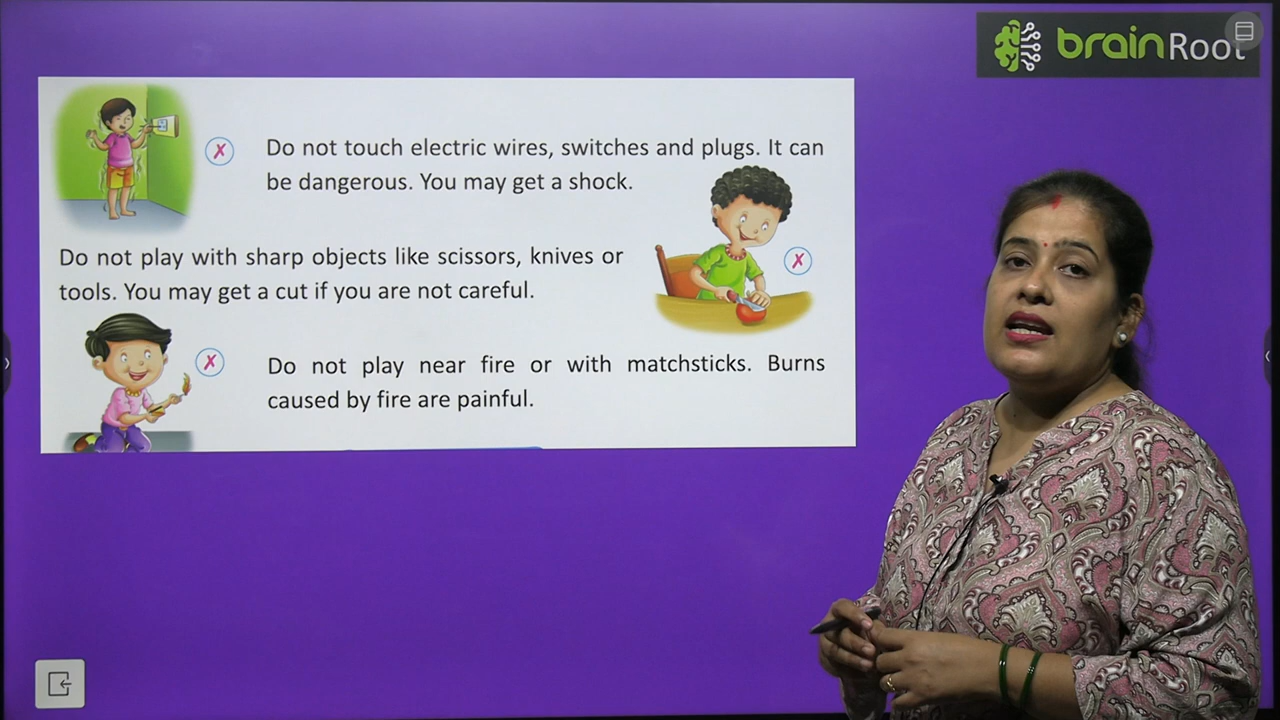 brainRoot
Do not touch electric wires, switches and plugs. It can
be dangerous. You may get a shock.
Do not play with sharp objects like scissors, knives or
tools. You may get a cut if you are not careful.
Do not play near fire or with matchsticks. Burns
caused by fire are painful.